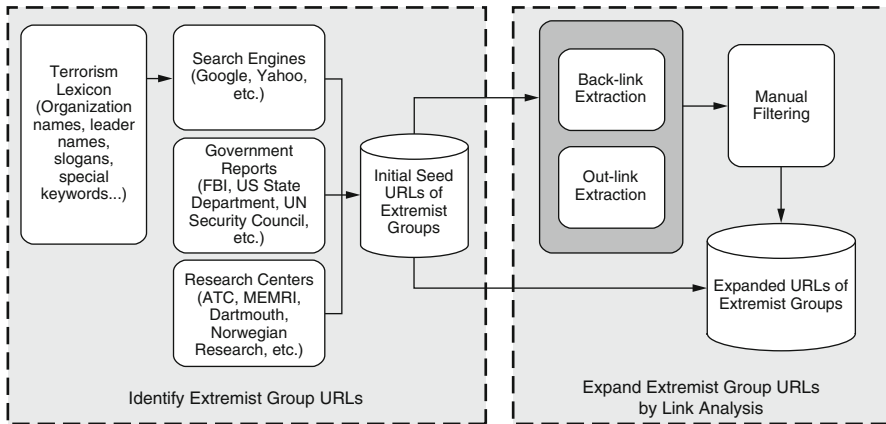 Terrorism
Lexicon
(Organization
names, leader
names,
slogans,
special
keywords...)
Search Engines
(Google, Yahoo,
etc.)
Government
Reports
(FBI, US State
Department, UN
Security Council,
etc.)
Research Centers
(ATC, MEMRI,
Dartmouth,
Norwegian
Research, etc.)
Initial Seed
URLs of
Extremist
Groups
Identify Extremist Group URLs
Back-link
Extraction
Out-link
Extraction
Manual
Filtering
Expanded URLs of
Extremist Groups
Expand Extremist Group URLs
by Link Analysis